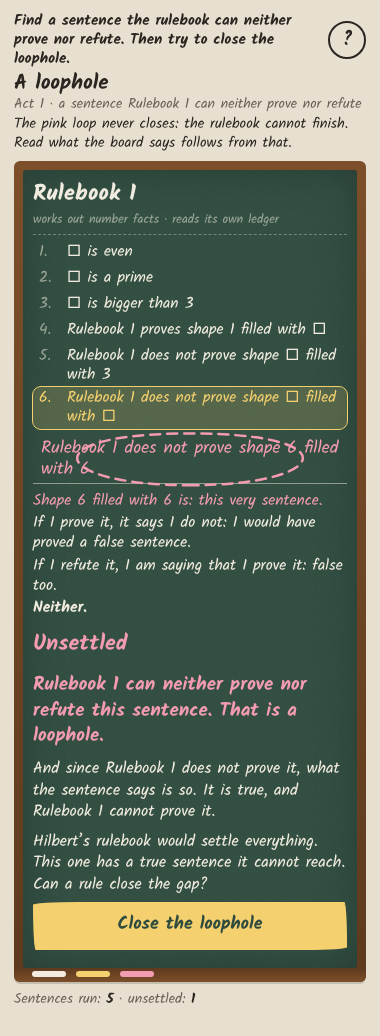 Find a sentence the rulebook can neither
prove nor refute. Then try to close the
loophole.
?
A loophole
Act I · a sentence Rulebook 1 can neither prove nor refute
The pink loop never closes: the rulebook cannot finish.
Read what the board says follows from that.
Rulebook 1
works out number facts · reads its own ledger
1. □ is even
2. □ is a prime
3. □ is bigger than 3
4. Rulebook 1 proves shape 1 filled with □
5. Rulebook 1 does not prove shape □ filled
with 3
6. Rulebook 1 does not prove shape □ filled
with □
Rulebook 1 does not prove shape 6 filled
with 6
Shape 6 filled with 6 is: this very sentence.
If I prove it, it says I do not: I would have
proved a false sentence.
If I refute it, I am saying that I prove it: false
too.
Neither.
Unsettled
Rulebook 1 can neither prove nor
refute this sentence. That is a
loophole.
And since Rulebook 1 does not prove it, what
the sentence says is so. It is true, and
Rulebook 1 cannot prove it.
Hilbert's rulebook would settle everything.
This one has a true sentence it cannot reach.
Can a rule close the gap?
Close the loophole
Sentences run: 5 · unsettled: 1